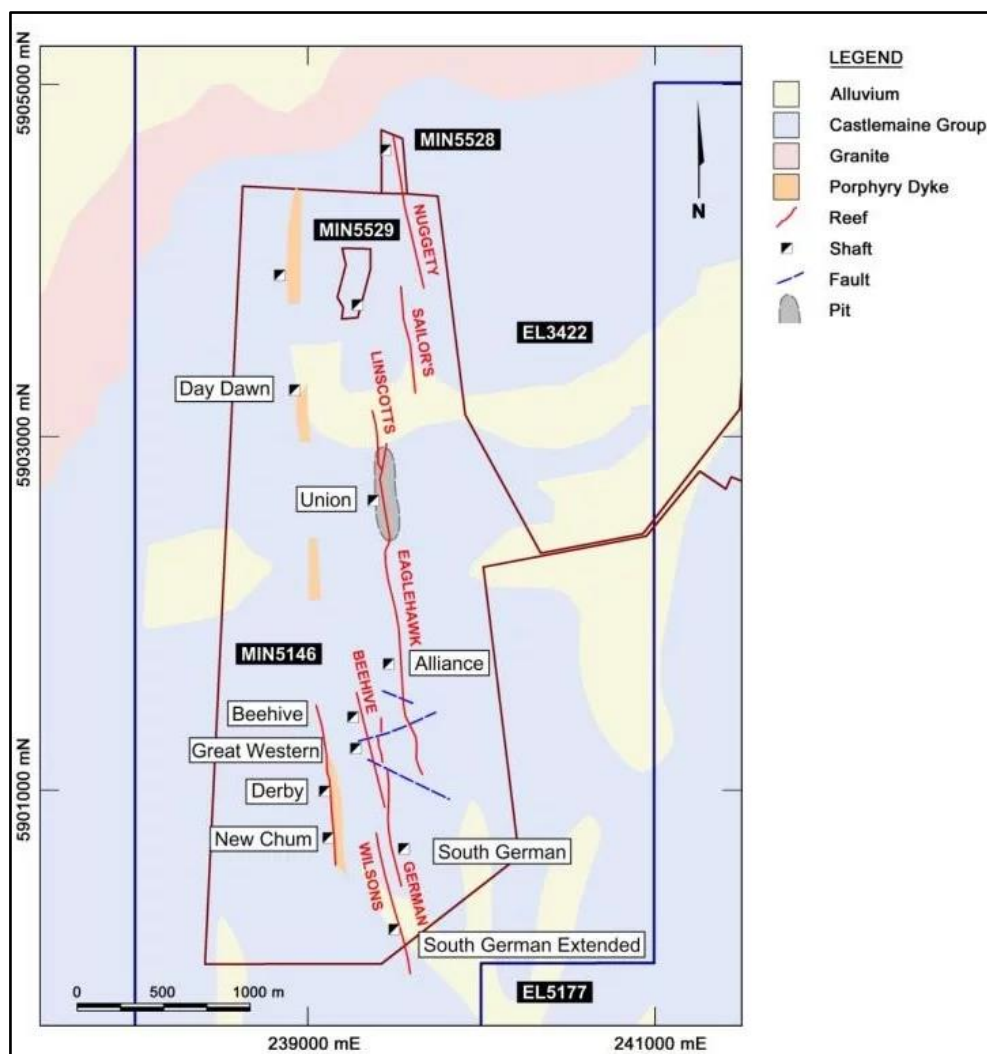 LEGEND
Alluvium
Castlemaine Group
Granite
Porphyry Dyke
Reef
Shaft
Fault
Pit
5905000 mN
5903000 mN
5901000 mN
MIN5528
N
NUGGETY
MIN5529
EL3422
SAILOR'S
LINSCOTTS
Day Dawn
Union
EAGLEHAWK
MIN5146
Alliance
BEEHIVE
Beehive
Great Western
Derby
New Chum
South German
WILSONS
GERMAN
South German Extended
EL5177
0 500 1000 m
239000 mE
241000 mE